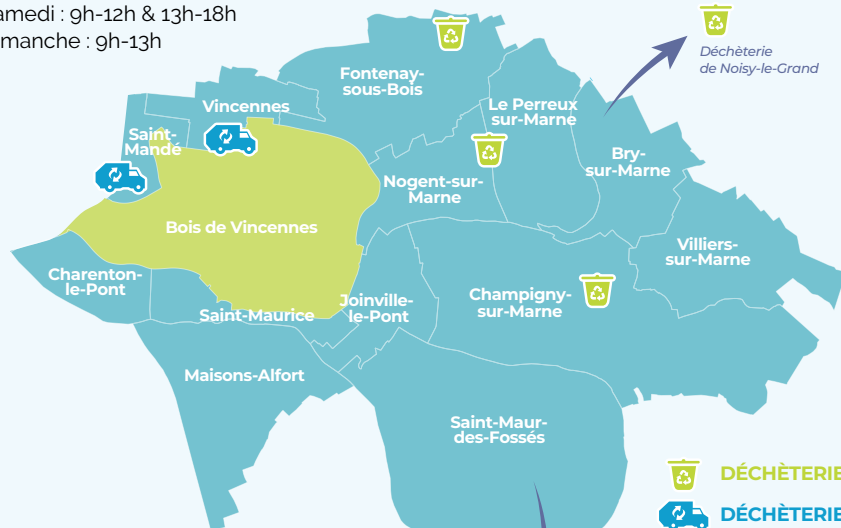 amedi : 9h-12h & 13h-18h
manche : 9h-13h
Déchèterie
de Noisy-le-Grand
Fontenay-
sous-Bois
Vincennes
Le Perreux
sur-Marne
Saint-
Mandé
Bry-
sur-Marne
Nogent-sur-
Marne
Bois de Vincennes
Villiers-
sur-Marne
Charenton-
le-Pont
Champigny-
sur-Marne
Joinville-
le-Pont
Saint-Maurice
Maisons-Alfort
Saint-Maur-
des-Fossés
DÉCHÈTERIE
DÉCHÈTERIE